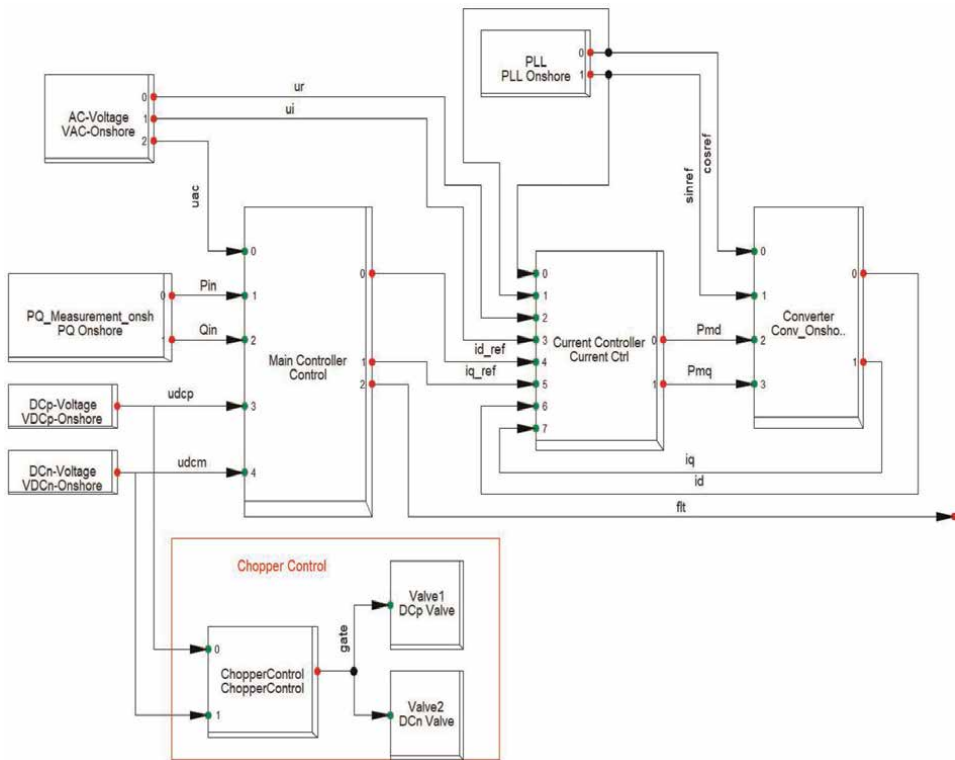 PLL
PLL Onshore
0
1
AC-Voltage
VAC-Onshore
0
1
2
ur
ui
uac
sinref
cosref
PQ_Measurement_onsh
PQ Onshore
0
1
Pin
Qin
DCp-Voltage
VDCp-Onshore
udcp
DCn-Voltage
VDCn-Onshore
udcm
0
1
2
3
4
Main Controller
Control
0
1
2
id_ref
iq_ref
0
1
2
3
4
5
6
7
Current Controller
Current Ctrl
0
1
Pmd
Pmq
0
1
2
3
Converter
Conv_Onsho..
0
1
iq
id
flt
Chopper Control
0
1
ChopperControl
ChopperControl
gate
Valve1
DCp Valve
Valve2
DCn Valve